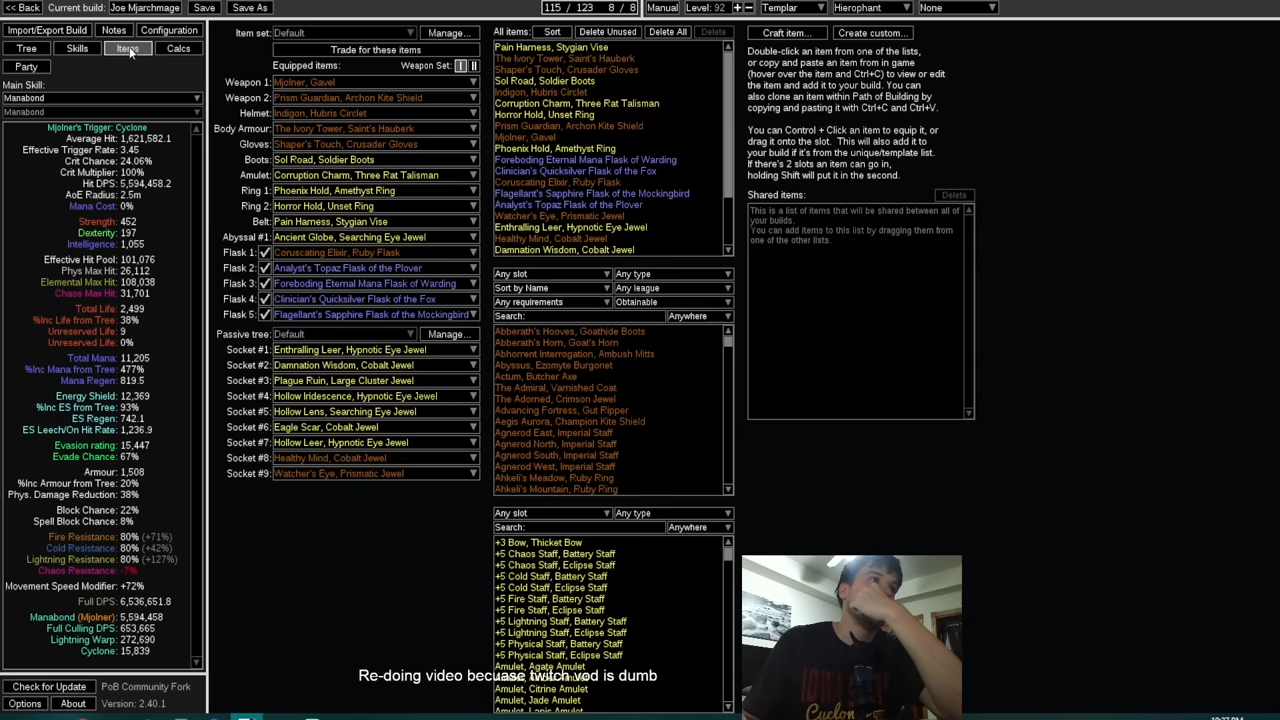 << Back
Current build:
Joe Mjarchmage
Save
Save As
115 / 123 8 / 8
Manual
Level: 92
+
-
Templar
Hierophant
None
Import/Export Build
Notes
Configuration
Tree
Skills
Items
Calcs
Party
Main Skill:
Manabond
Manabond
Mjolner's Trigger: Cyclone
Average Hit: 1,621,582.1
Effective Trigger Rate: 3.45
Crit Chance: 24.06%
Crit Multiplier: 100%
Hit DPS: 5,594,458.2
AoE Radius: 2.5m
Mana Cost: 0%
Strength: 452
Dexterity: 197
Intelligence: 1,055
Effective Hit Pool: 101,076
Phys Max Hit: 26,112
Elemental Max Hit: 108,038
Chaos Max Hit: 31,701
Total Life: 2,499
%Inc Life from Tree: 38%
Unreserved Life: 9
Unreserved Life: 0%
Total Mana: 11,205
%Inc Mana from Tree: 477%
Mana Regen: 819.5
Energy Shield: 12,369
%Inc ES from Tree: 93%
ES Regen: 742.1
ES Leech/On Hit Rate: 1,236.9
Evasion rating: 15,447
Evade Chance: 67%
Armour: 1,508
%Inc Armour from Tree: 20%
Phys. Damage Reduction: 38%
Block Chance: 22%
Spell Block Chance: 8%
Fire Resistance: 80% (+71%)
Cold Resistance: 80% (+42%)
Lightning Resistance: 80% (+127%)
Chaos Resistance: -7%
Movement Speed Modifier: +72%
Full DPS: 6,536,651.8
Manabond (Mjolner): 5,594,458
Full Culling DPS: 653,665
Lightning Warp: 272,690
Cyclone: 15,839
Check for Update
PoB Community Fork
Options
About
Version: 2.40.1
Item set:
Default
Manage...
Trade for these items
Equipped items:
Weapon Set:
I
II
Weapon 1: Mjolner, Gavel
Weapon 2: Prism Guardian, Archon Kite Shield
Helmet: Indigon, Hubris Circlet
Body Armour: The Ivory Tower, Saint's Hauberk
Gloves: Shaper's Touch, Crusader Gloves
Boots: Sol Road, Soldier Boots
Amulet: Corruption Charm, Three Rat Talisman
Ring 1: Phoenix Hold, Amethyst Ring
Ring 2: Horror Hold, Unset Ring
Belt: Pain Harness, Stygian Vise
Abyssal #1: Ancient Globe, Searching Eye Jewel
Flask 1: Coruscating Elixir, Ruby Flask
Flask 2: Analyst's Topaz Flask of the Plover
Flask 3: Foreboding Eternal Mana Flask of Warding
Flask 4: Clinician's Quicksilver Flask of the Fox
Flask 5: Flagellant's Sapphire Flask of the Mockingbird
Passive tree:
Default
Manage...
Socket #1: Enthralling Leer, Hypnotic Eye Jewel
Socket #2: Damnation Wisdom, Cobalt Jewel
Socket #3: Plague Ruin, Large Cluster Jewel
Socket #4: Hollow Iridescence, Hypnotic Eye Jewel
Socket #5: Hollow Lens, Searching Eye Jewel
Socket #6: Eagle Scar, Cobalt Jewel
Socket #7: Hollow Leer, Hypnotic Eye Jewel
Socket #8: Healthy Mind, Cobalt Jewel
Socket #9: Watcher's Eye, Prismatic Jewel
All items:
Sort
Delete Unused
Delete All
Delete
Pain Harness, Stygian Vise
The Ivory Tower, Saint's Hauberk
Shaper's Touch, Crusader Gloves
Sol Road, Soldier Boots
Indigon, Hubris Circlet
Corruption Charm, Three Rat Talisman
Horror Hold, Unset Ring
Prism Guardian, Archon Kite Shield
Mjolner, Gavel
Phoenix Hold, Amethyst Ring
Foreboding Eternal Mana Flask of Warding
Clinician's Quicksilver Flask of the Fox
Coruscating Elixir, Ruby Flask
Flagellant's Sapphire Flask of the Mockingbird
Analyst's Topaz Flask of the Plover
Watcher's Eye, Prismatic Jewel
Enthralling Leer, Hypnotic Eye Jewel
Healthy Mind, Cobalt Jewel
Damnation Wisdom, Cobalt Jewel
Any slot
Any type
Sort by Name
Any league
Any requirements
Obtainable
Search:
Anywhere
Abberath's Hooves, Goathide Boots
Abberath's Horn, Goat's Horn
Abhorrent Interrogation, Ambush Mitts
Abyssus, Ezomyte Burgonet
Actum, Butcher Axe
The Admiral, Varnished Coat
The Adorned, Crimson Jewel
Advancing Fortress, Gut Ripper
Aegis Aurora, Champion Kite Shield
Agnerod East, Imperial Staff
Agnerod North, Imperial Staff
Agnerod South, Imperial Staff
Agnerod West, Imperial Staff
Ahkeli's Meadow, Ruby Ring
Ahkeli's Mountain, Ruby Ring
Any slot
Any type
Search:
Anywhere
+3 Bow, Thicket Bow
+5 Chaos Staff, Battery Staff
+5 Chaos Staff, Eclipse Staff
+5 Cold Staff, Battery Staff
+5 Cold Staff, Eclipse Staff
+5 Fire Staff, Battery Staff
+5 Fire Staff, Eclipse Staff
+5 Lightning Staff, Battery Staff
+5 Lightning Staff, Eclipse Staff
+5 Physical Staff, Battery Staff
+5 Physical Staff, Eclipse Staff
Amulet, Agate Amulet
Amulet, Citrine Amulet
Amulet, Jade Amulet
Amulet, Lapis Amulet
Craft item...
Create custom...
Double-click an item from one of the lists,
or copy and paste an item from in game
(hover over the item and Ctrl+C) to view or edit
the item and add it to your build. You can
also clone an item within Path of Building by
copying and pasting it with Ctrl+C and Ctrl+V.
You can Control + Click an item to equip it, or
drag it onto the slot. This will also add it to
your build if it's from the unique/template list.
If there's 2 slots an item can go in,
holding Shift will put it in the second.
Shared items:
Delete
This is a list of items that will be shared between all of
your builds.
You can add items to this list by dragging them from
one of the other lists.
Re-doing video because twitch vod is dumb
IOWA
Cyclon
10:37 PM